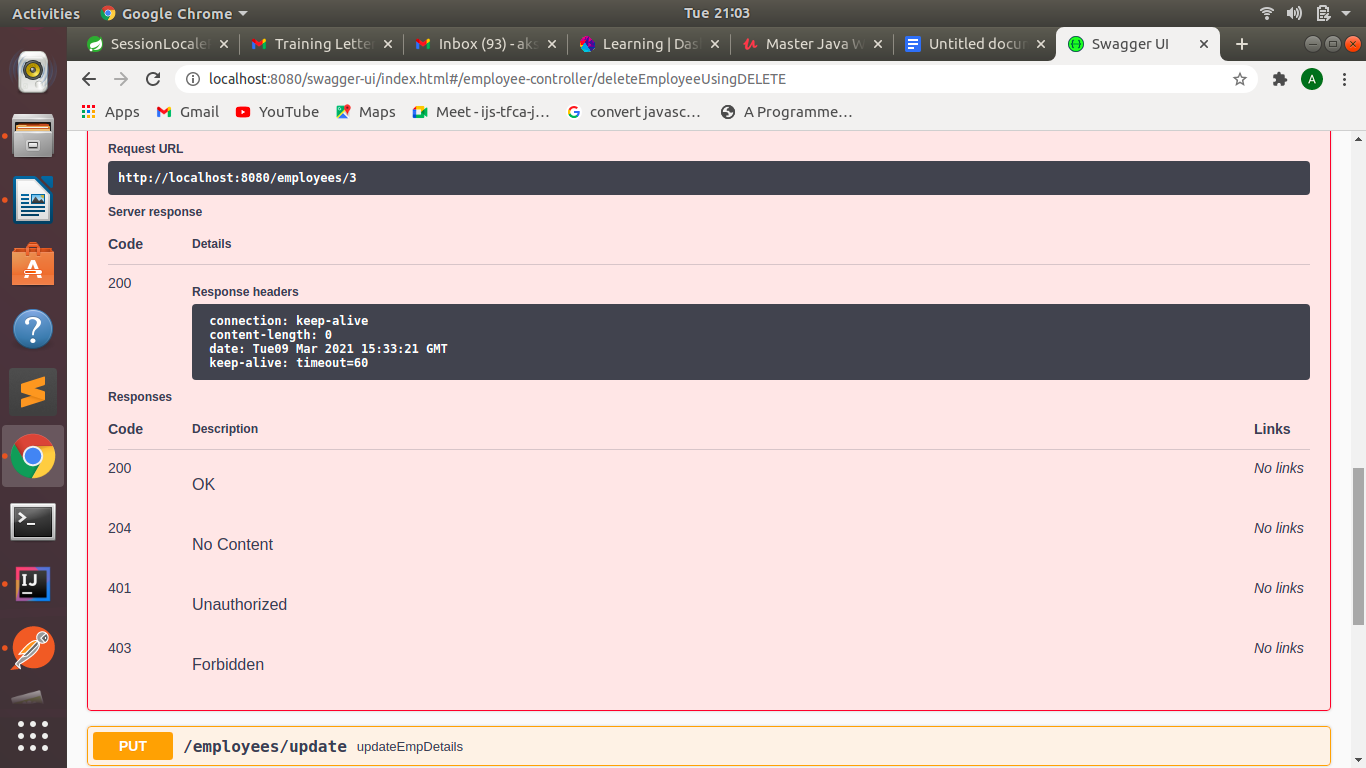 Activities Google Chrome Tue 21:03
SessionLocale Training Lette Inbox (93) - aks Learning | Das Master Java W Untitled docur Swagger UI
localhost:8080/swagger-ui/index.html#/employee-controller/deleteEmployeeUsingDELETE A
Apps Gmail YouTube Maps Meet - ijs-tfca-j… convert javasc… A Programme…
Request URL
http://localhost:8080/employees/3
Server response
Code Details
200
Response headers
connection: keep-alive
content-length: 0
date: Tue09 Mar 2021 15:33:21 GMT
keep-alive: timeout=60
Responses
Code Description Links
200 No links
OK
204 No links
No Content
401 No links
Unauthorized
403 No links
Forbidden
PUT /employees/update updateEmpDetails